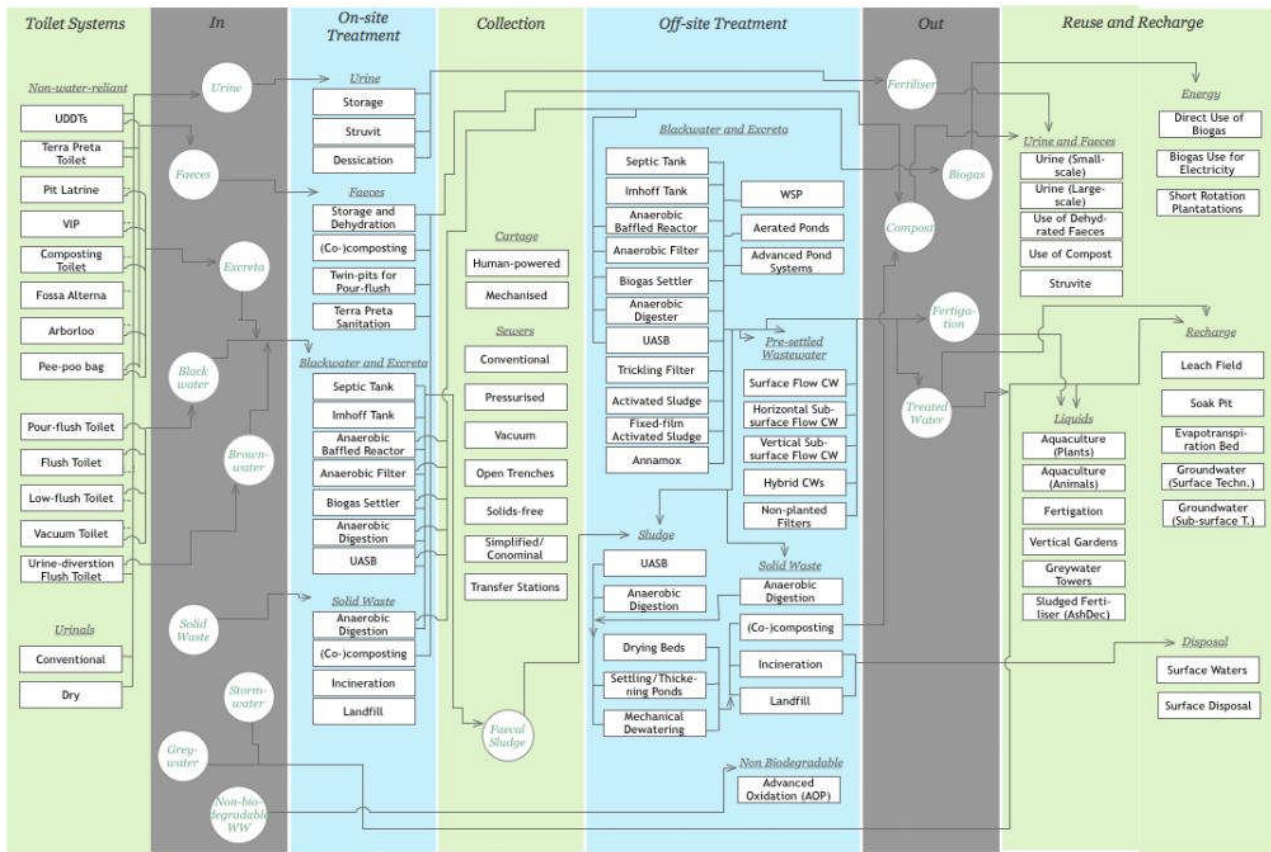 Toilet Systems
In
On-site
Treatment
Collection
Off-site Treatment
Out
Reuse and Recharge
Non-water-reliant
UDDTs
Terra Preta
Toilet
Pit Latrine
VIP
Composting
Toilet
Fossa Alterna
Arborloo
Pee-poo bag
Pour-flush Toilet
Flush Toilet
Low-flush Toilet
Vacuum Toilet
Urine-diverstion
Flush Toilet
Urinals
Conventional
Dry
Urine
Faeces
Excreta
Black
water
Brown-
water
Solid
Waste
Storm-
water
Grey-
water
Non-bio-
degradable
WW
Urine
Storage
Struvit
Dessication
Faeces
Storage and
Dehydration
(Co-)composting
Twin-pits for
Pour-flush
Terra Preta
Sanitation
Blackwater and Excreta
Septic Tank
Imhoff Tank
Anaerobic
Baffled Reactor
Anaerobic Filter
Biogas Settler
Anaerobic
Digestion
UASB
Solid Waste
Anaerobic
Digestion
(Co-)composting
Incineration
Landfill
Cartage
Human-powered
Mechanised
Sewers
Conventional
Pressurised
Vacuum
Open Trenches
Solids-free
Simplified/
Conominal
Transfer Stations
Faecal
Sludge
Blackwater and Excreta
Septic Tank
Imhoff Tank
Anaerobic
Baffled Reactor
Anaerobic Filter
Biogas Settler
Anaerobic
Digester
UASB
Trickling Filter
Activated Sludge
Fixed-film
Activated Sludge
Annamox
WSP
Aerated Ponds
Advanced Pond
Systems
Pre-settled
Wastewater
Surface Flow CW
Horizontal Sub-
surface Flow CW
Vertical Sub-
surface Flow CW
Hybrid CWs
Non-planted
Filters
Sludge
UASB
Anaerobic
Digestion
Drying Beds
Settling/Thicke-
ning Ponds
Mechanical
Dewatering
Solid Waste
Anaerobic
Digestion
(Co-)composting
Incineration
Landfill
Non Biodegradable
Advanced
Oxidation (AOP)
Fertiliser
Biogas
Compost
Fertiga-
tion
Treated
Water
Urine and Faeces
Urine (Small-
scale)
Urine (Large-
scale)
Use of Dehyd-
rated Faeces
Use of Compost
Struvite
Liquids
Aquaculture
(Plants)
Aquaculture
(Animals)
Fertigation
Vertical Gardens
Greywater
Towers
Sludged Ferti-
liser (AshDec)
Energy
Direct Use of
Biogas
Biogas Use for
Electricity
Short Rotation
Plantatations
Recharge
Leach Field
Soak Pit
Evapotranspi-
ration Bed
Groundwater
(Surface Techn.)
Groundwater
(Sub-surface T.)
Disposal
Surface Waters
Surface Disposal